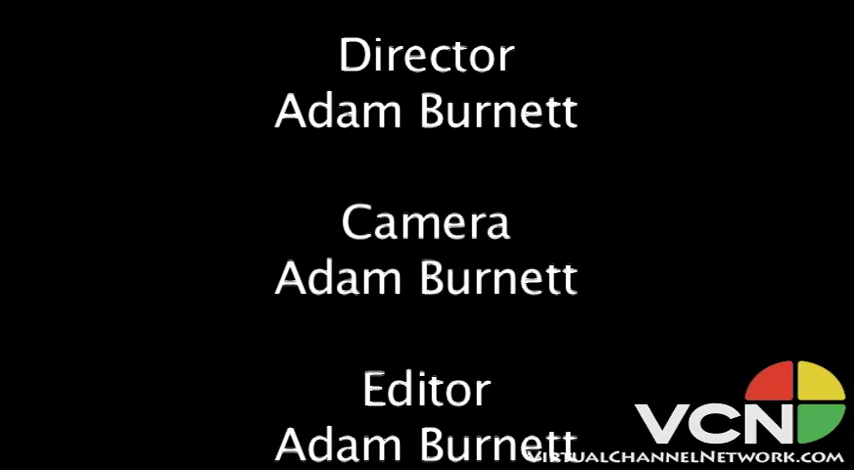 Director
Adam Burnett
Camera
Adam Burnett
Editor
Adam Burnett
VCN
VirtualChannelNetwork.com